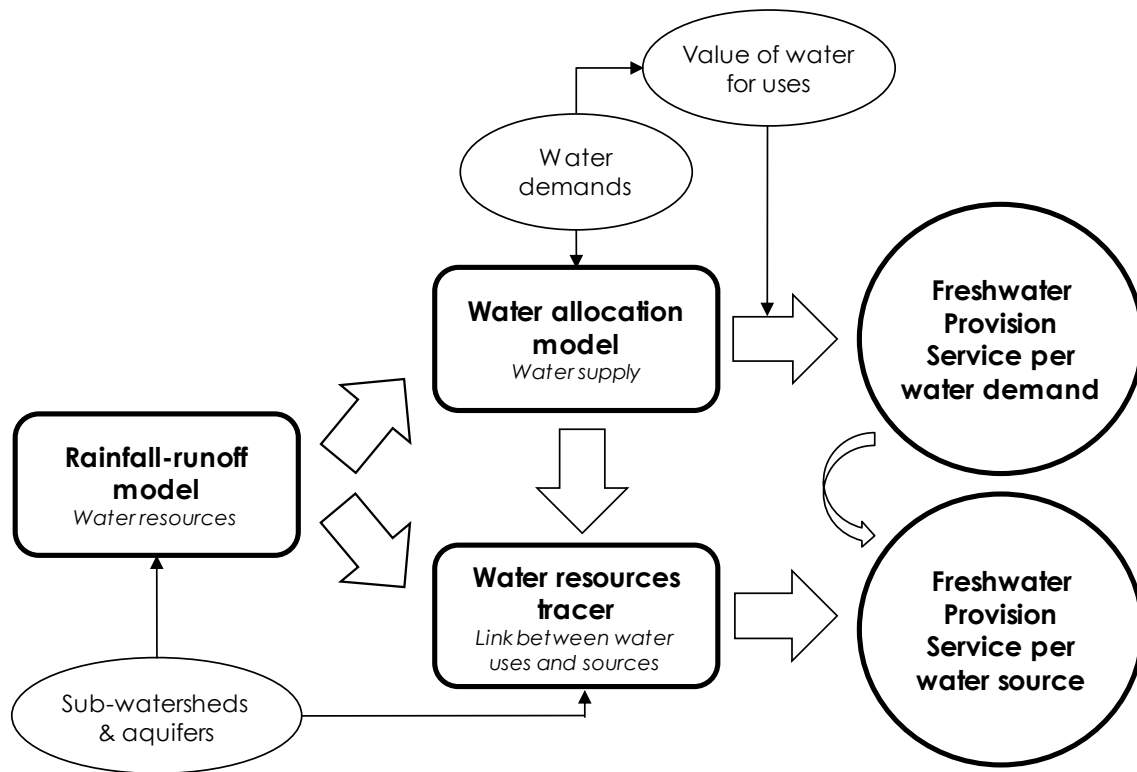 Value of water
for uses
Water
demands
Water allocation
model
Water supply
Freshwater
Provision
Service per
water demand
Rainfall-runoff
model
Water resources
Water resources
tracer
Link between water
uses and sources
Freshwater
Provision
Service per
water source
Sub-watersheds
& aquifers